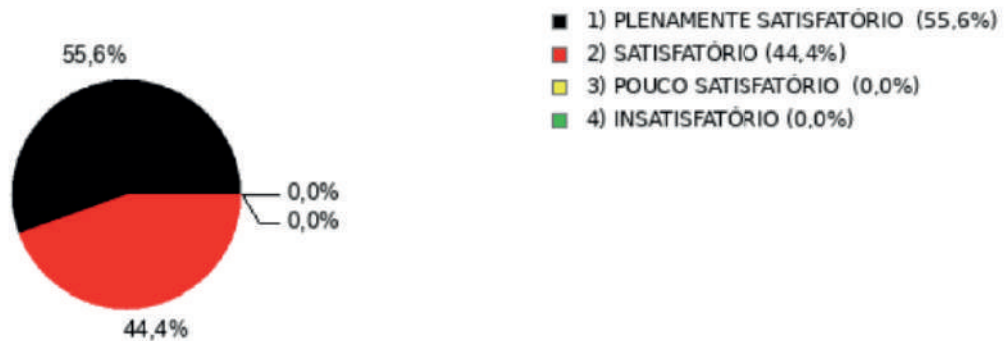 55,6%
0,0%
0,0%
44,4%
1) PLENAMENTE SATISFATÓRIO (55,6%)
2) SATISFATÓRIO (44,4%)
3) POUCO SATISFATÓRIO (0,0%)
4) INSATISFATÓRIO (0,0%)